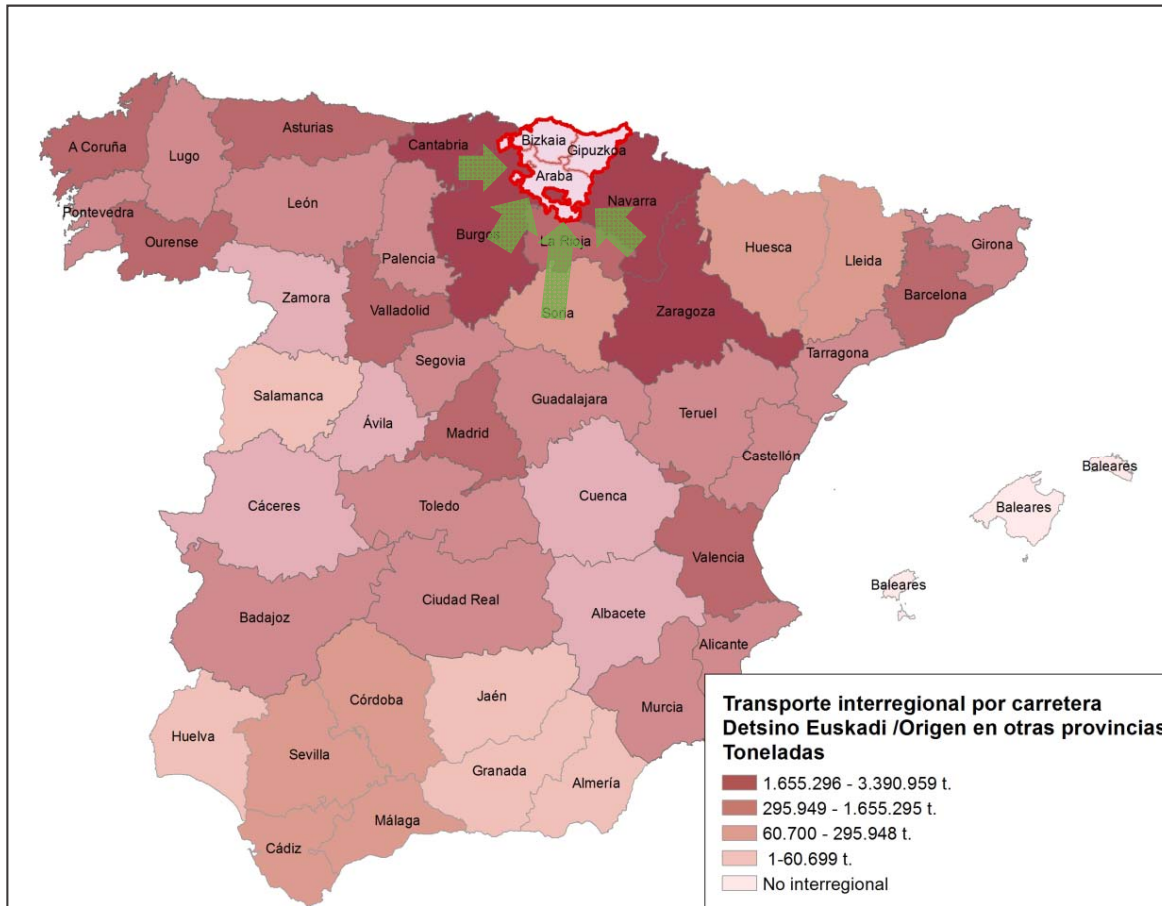 Asturias
A Coruña
Cantabria
Bizkaia
Gipuzkoa
Lugo
Araba
León
Navarra
Pontevedra
Ourense
Burgos
La Rioja
Palencia
Huesca
Lleida
Girona
Zamora
Valladolid
Soria
Zaragoza
Barcelona
Segovia
Tarragona
Salamanca
Guadalajara
Teruel
Ávila
Madrid
Castellón
Baleares
Cáceres
Toledo
Cuenca
Baleares
Valencia
Baleares
Badajoz
Ciudad Real
Albacete
Alicante
Córdoba
Jaén
Murcia
Huelva
Sevilla
Granada
Almería
Málaga
Cádiz
Transporte interregional por carretera
Detsino Euskadi /Origen en otras provincias
Toneladas
1.655.296 - 3.390.959 t.
295.949 - 1.655.295 t.
60.700 - 295.948 t.
1-60.699 t.
No interregional